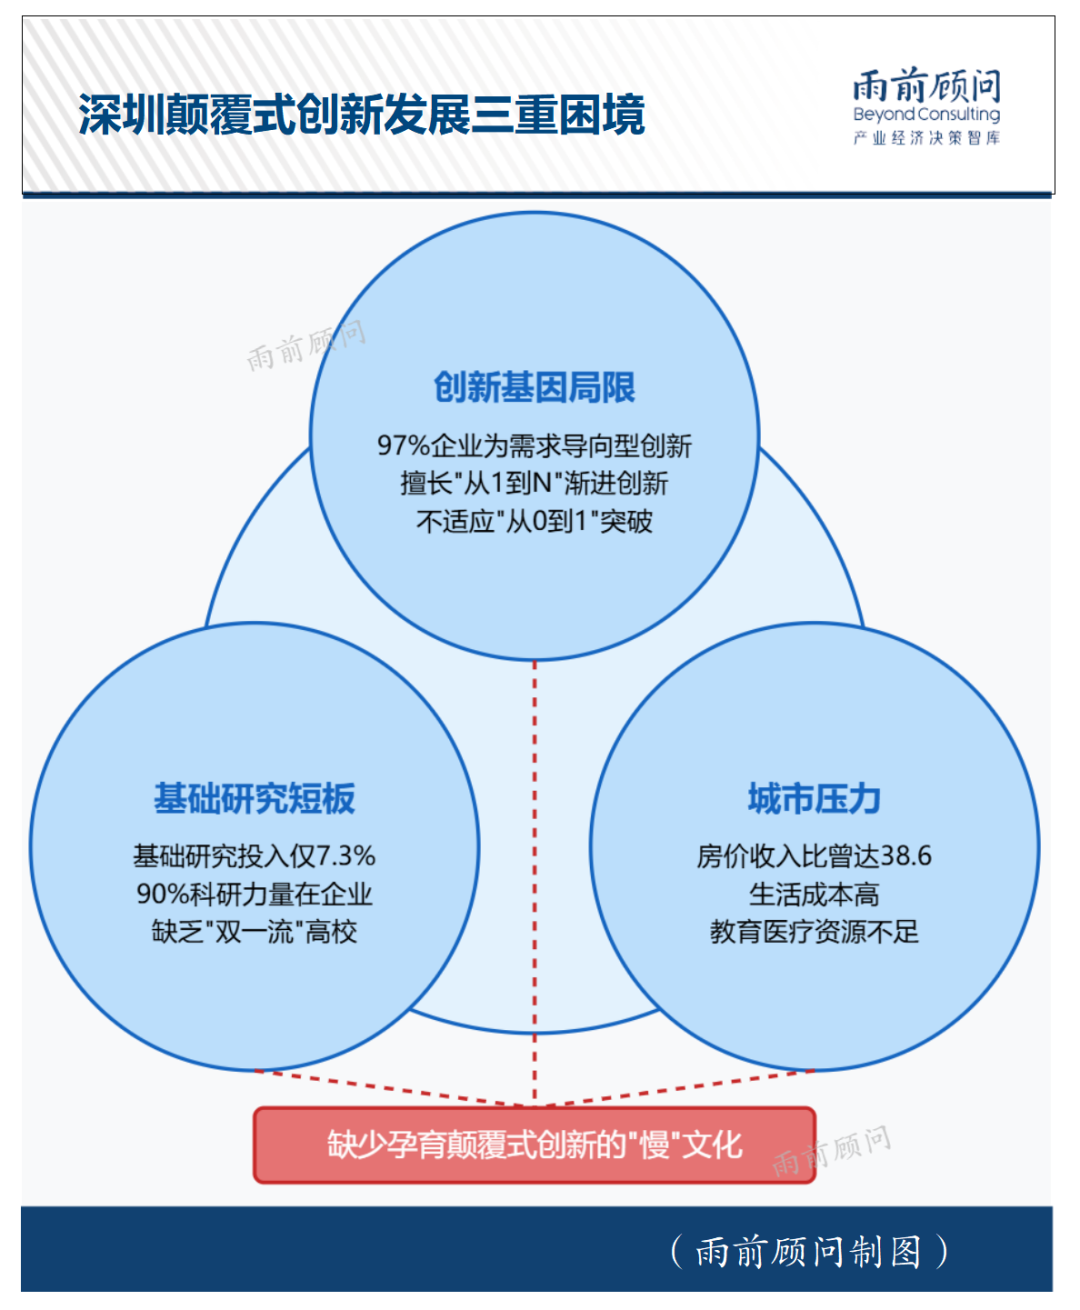 深圳颠覆式创新发展三重困境
雨前顾问
Beyond Consulting
产业经济决策智库
雨前顾问
创新基因局限
97%企业为需求导向型创新
擅长"从1到N"渐进创新
不适应"从0到1"突破
基础研究短板
基础研究投入仅7.3%
90%科研力量在企业
缺乏"双一流"高校
城市压力
房价收入比曾达38.6
生活成本高
教育医疗资源不足
缺少孕育颠覆式创新的"慢"文化
雨前顾问
（雨前顾问制图）